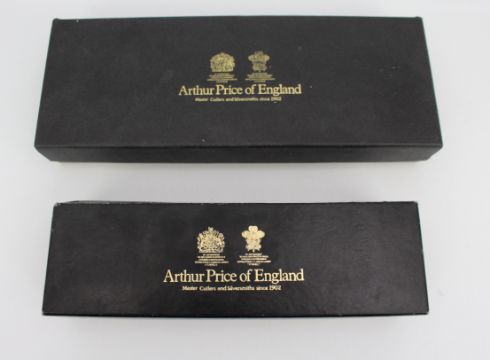 Arthur Price of England
Master Cutlers and Silversmiths since 1902
Arthur Price of England
Master Cutlers and Silversmiths since 1902